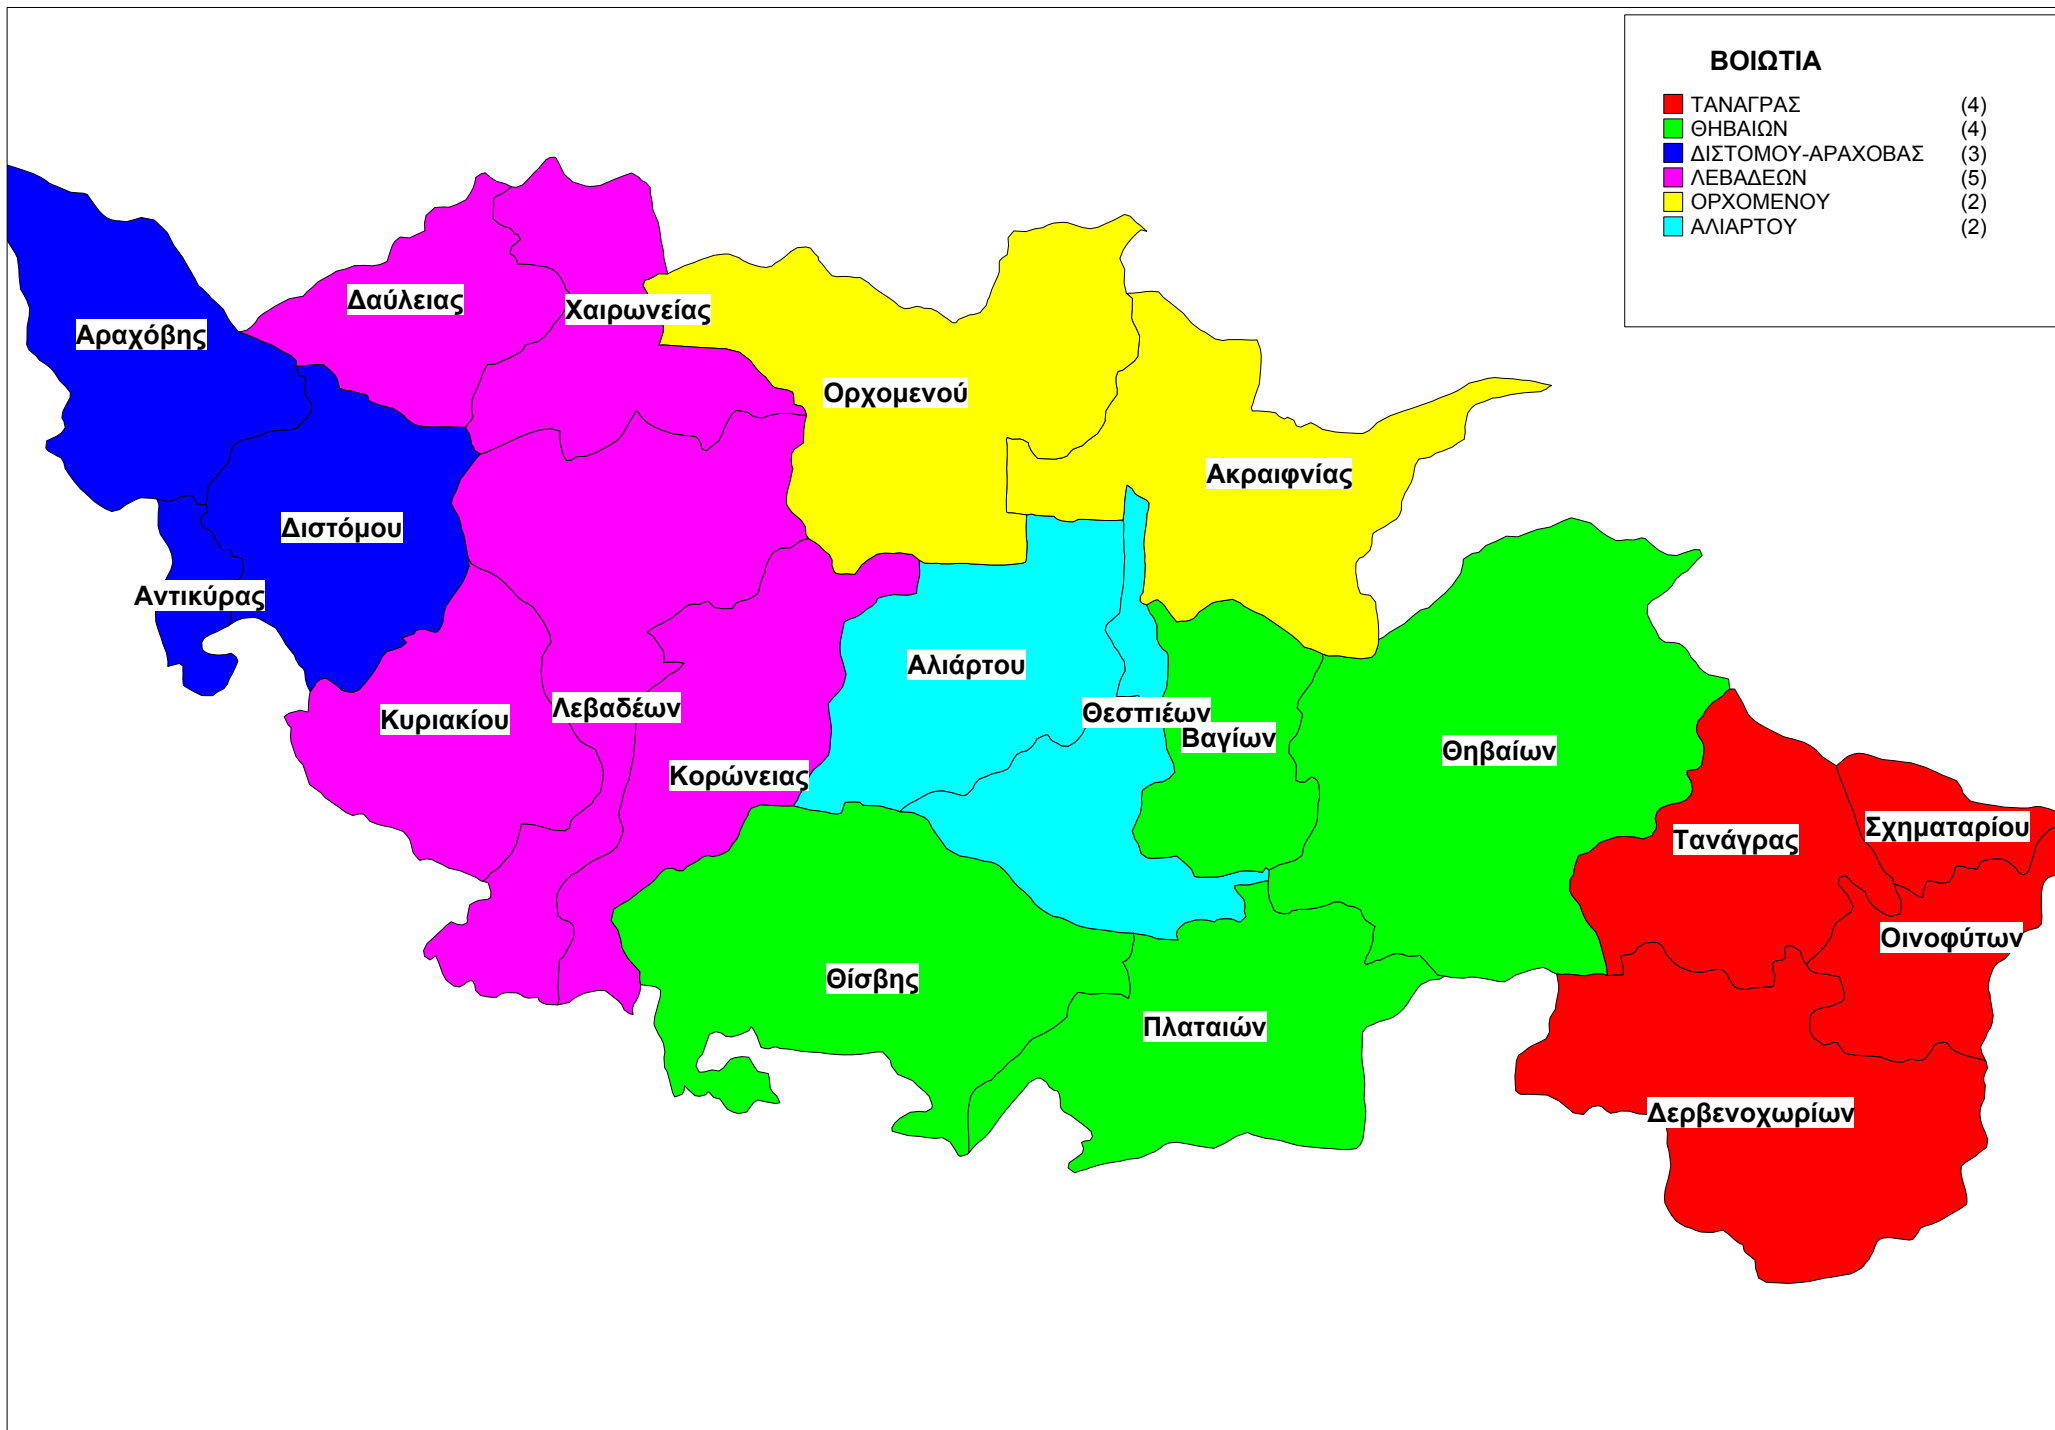 ΒΟΙΩΤΙΑ
ΤΑΝΑΓΡΑΣ (4)
ΘΗΒΑΙΩΝ (4)
ΔΙΣΤΟΜΟΥ-ΑΡΑΧΟΒΑΣ (3)
ΛΕΒΑΔΕΩΝ (5)
ΟΡΧΟΜΕΝΟΥ (2)
ΑΛΙΑΡΤΟΥ (2)
Δαύλειας
Χαιρωνείας
Αραχόβης
Ορχομενού
Ακραιφνίας
Διστόμου
Αντικύρας
Αλιάρτου
Λεβαδέων
Θεσπιέων
Κυριακίου
Βαγίων
Θηβαίων
Κορώνειας
Σχηματαρίου
Τανάγρας
Οινοφύτων
Θίσβης
Πλαταιών
Δερβενοχωρίων